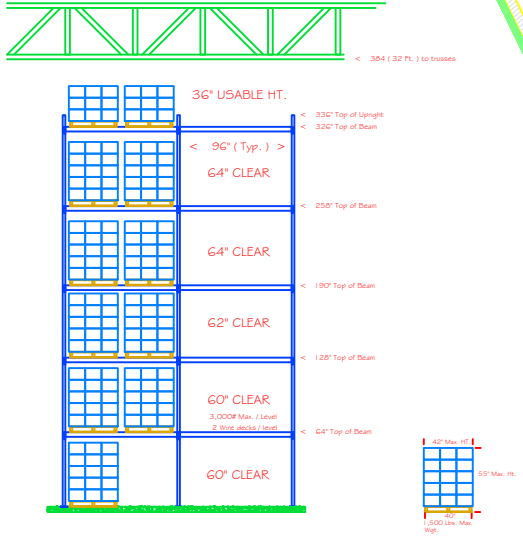 < 384 ( 32 Ft. ) to trusses
36" USABLE HT.
< 336" Top of Upright
< 326" Top of Beam
< 96" ( Typ. ) >
64" CLEAR
< 258" Top of Beam
64" CLEAR
< 190" Top of Beam
62" CLEAR
< 128" Top of Beam
60" CLEAR
3,000# Max. / Level
2 Wire decks / level
< 64" Top of Beam
60" CLEAR
42" Max. HT.
55" Max. Ht.
40"
1,500 Lbs. Max.
Wgt.